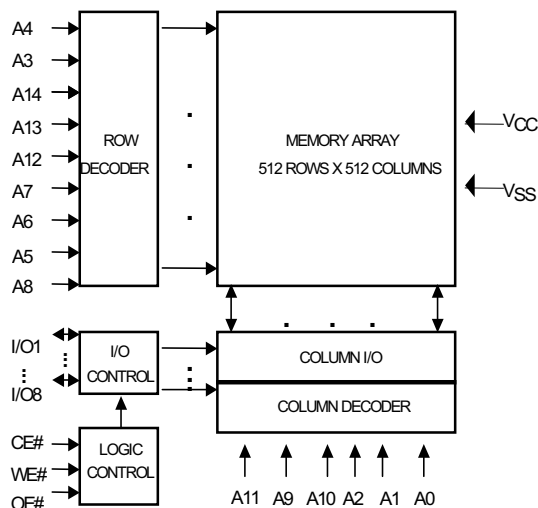 A4
A3
A14
A13
A12
A7
A6
A5
A8
ROW
DECODER
MEMORY ARRAY
512 ROWS X 512 COLUMNS
VCC
VSS
I/O1
I/O8
I/O
CONTROL
COLUMN I/O
COLUMN DECODER
CE#
WE#
OE#
LOGIC
CONTROL
A11 A9 A10 A2 A1 A0